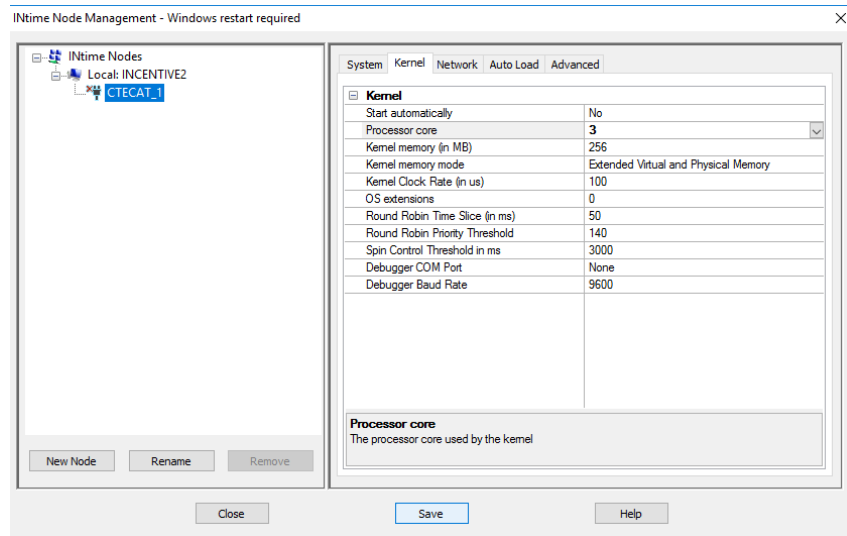 INtime Node Management - Windows restart required
INtime Nodes
Local: INCENTIVE2
CTECAT_1
New Node
Rename
Remove
System Kernel Network Auto Load Advanced
Kernel
Start automatically No
Processor core 3
Kernel memory (in MB) 256
Kernel memory mode Extended Virtual and Physical Memory
Kernel Clock Rate (in us) 100
OS extensions 0
Round Robin Time Slice (in ms) 50
Round Robin Priority Threshold 140
Spin Control Threshold in ms 3000
Debugger COM Port None
Debugger Baud Rate 9600
Processor core
The processor core used by the kernel
Close
Save
Help